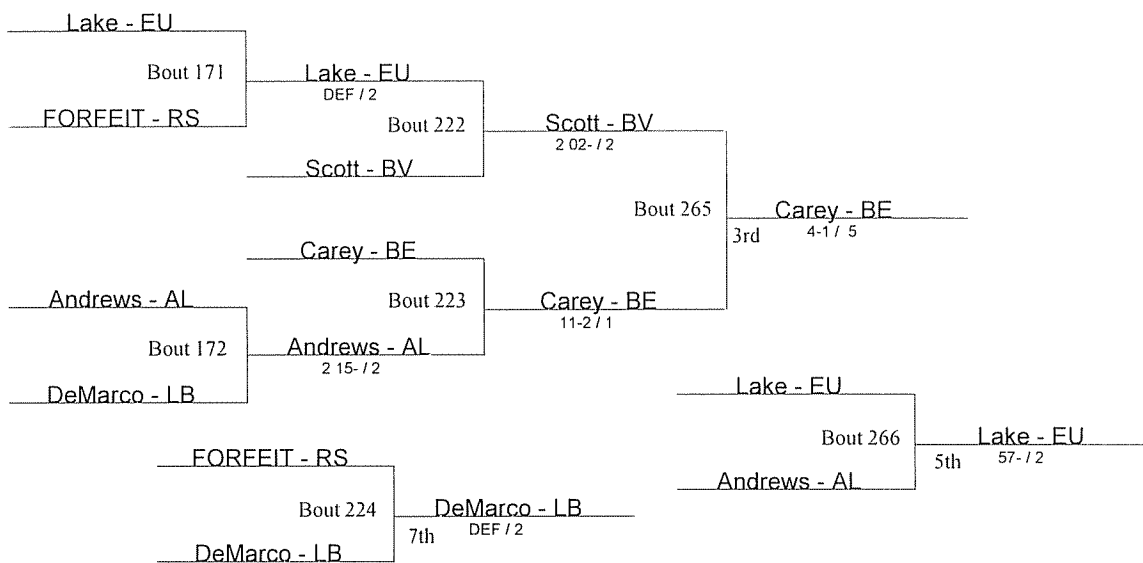 Lake - EU
Bout 171
Lake - EU
DEF / 2
FORFEIT - RS
Bout 222
Scott - BV
2 02- / 2
Scott - BV
Bout 265
Carey - BE
4-1 / 5
3rd
Carey - BE
Andrews - AL
Bout 223
Carey - BE
11-2 / 1
Bout 172
Andrews - AL
2 15- / 2
DeMarco - LB
Lake - EU
Bout 266
Lake - EU
57- / 2
5th
Andrews - AL
FORFEIT - RS
Bout 224
DeMarco - LB
DEF / 2
7th
DeMarco - LB